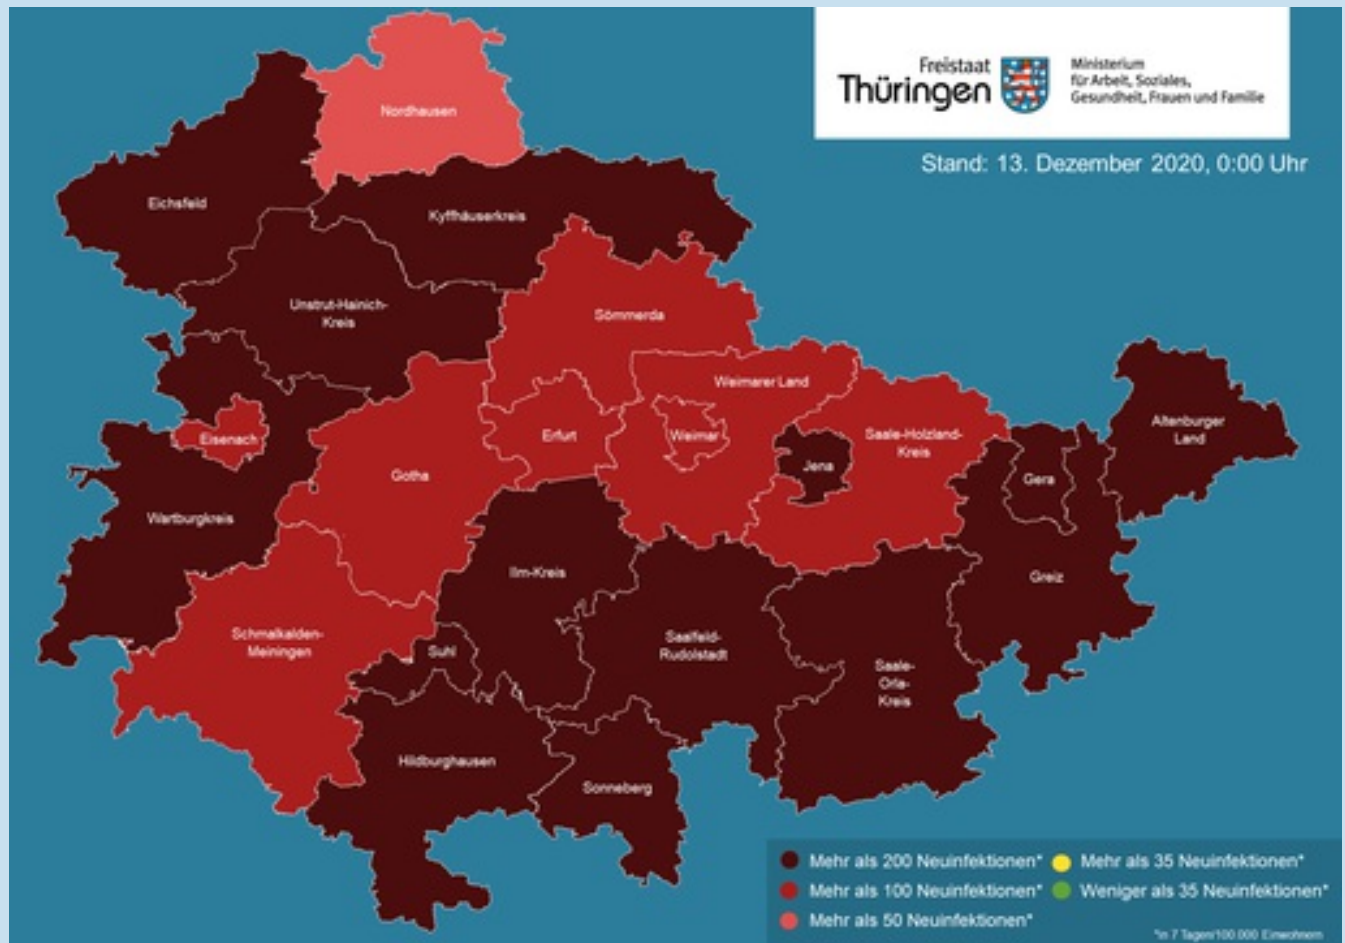 Freistaat
Thüringen
Ministerium
für Arbeit, Soziales,
Gesundheit, Frauen und Familie
Stand: 13. Dezember 2020, 0:00 Uhr
Nordhausen
Eichsfeld
Kyffhäuserkreis
Unstrut-Hainich-
Kreis
Sömmerda
Weimarer Land
Eisenach
Erfurt
Weimar
Saale-Holzland-
Kreis
Altenburger
Land
Gotha
Jena
Gera
Wartburgkreis
Ilm-Kreis
Greiz
Schmalkalden-
Meiningen
Suhl
Saalfeld-
Rudolstadt
Saale-
Orla-
Kreis
Hildburghausen
Sonneberg
Mehr als 200 Neuinfektionen*
Mehr als 100 Neuinfektionen*
Mehr als 50 Neuinfektionen*
Mehr als 35 Neuinfektionen*
Weniger als 35 Neuinfektionen*
*in 7 Tagen/100.000 Einwohnern